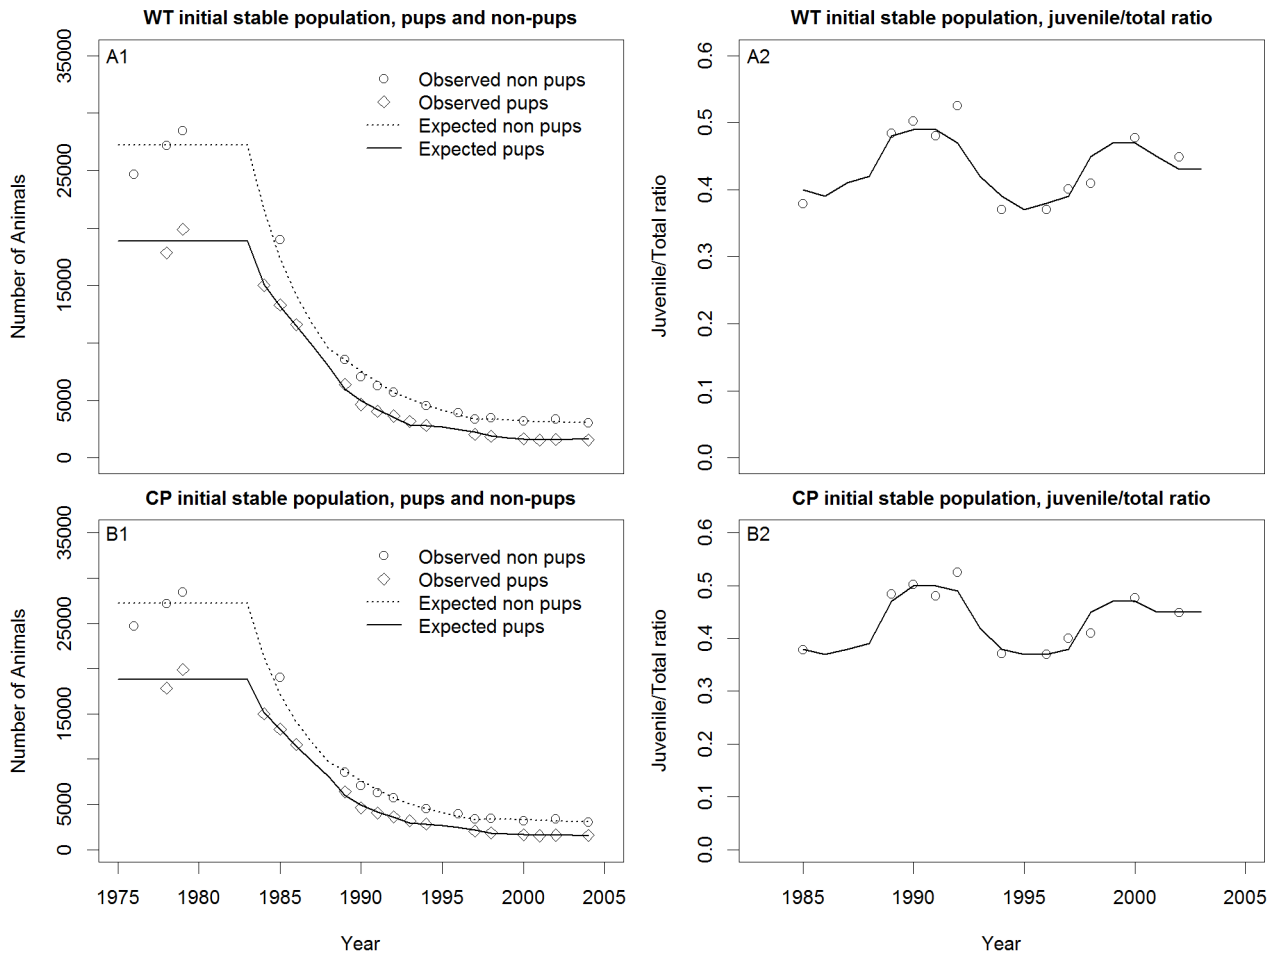 WT initial stable population, pups and non-pups
A1
Observed non pups
Observed pups
Expected non pups
Expected pups
Number of Animals
35000
25000
15000
5000
0
WT initial stable population, juvenile/total ratio
A2
Juvenile/Total ratio
0.6
0.5
0.4
0.3
0.2
0.1
0.0
CP initial stable population, pups and non-pups
B1
Observed non pups
Observed pups
Expected non pups
Expected pups
Number of Animals
35000
25000
15000
5000
0
1975 1980 1985 1990 1995 2000 2005
Year
CP initial stable population, juvenile/total ratio
B2
Juvenile/Total ratio
0.6
0.5
0.4
0.3
0.2
0.1
0.0
1985 1990 1995 2000 2005
Year